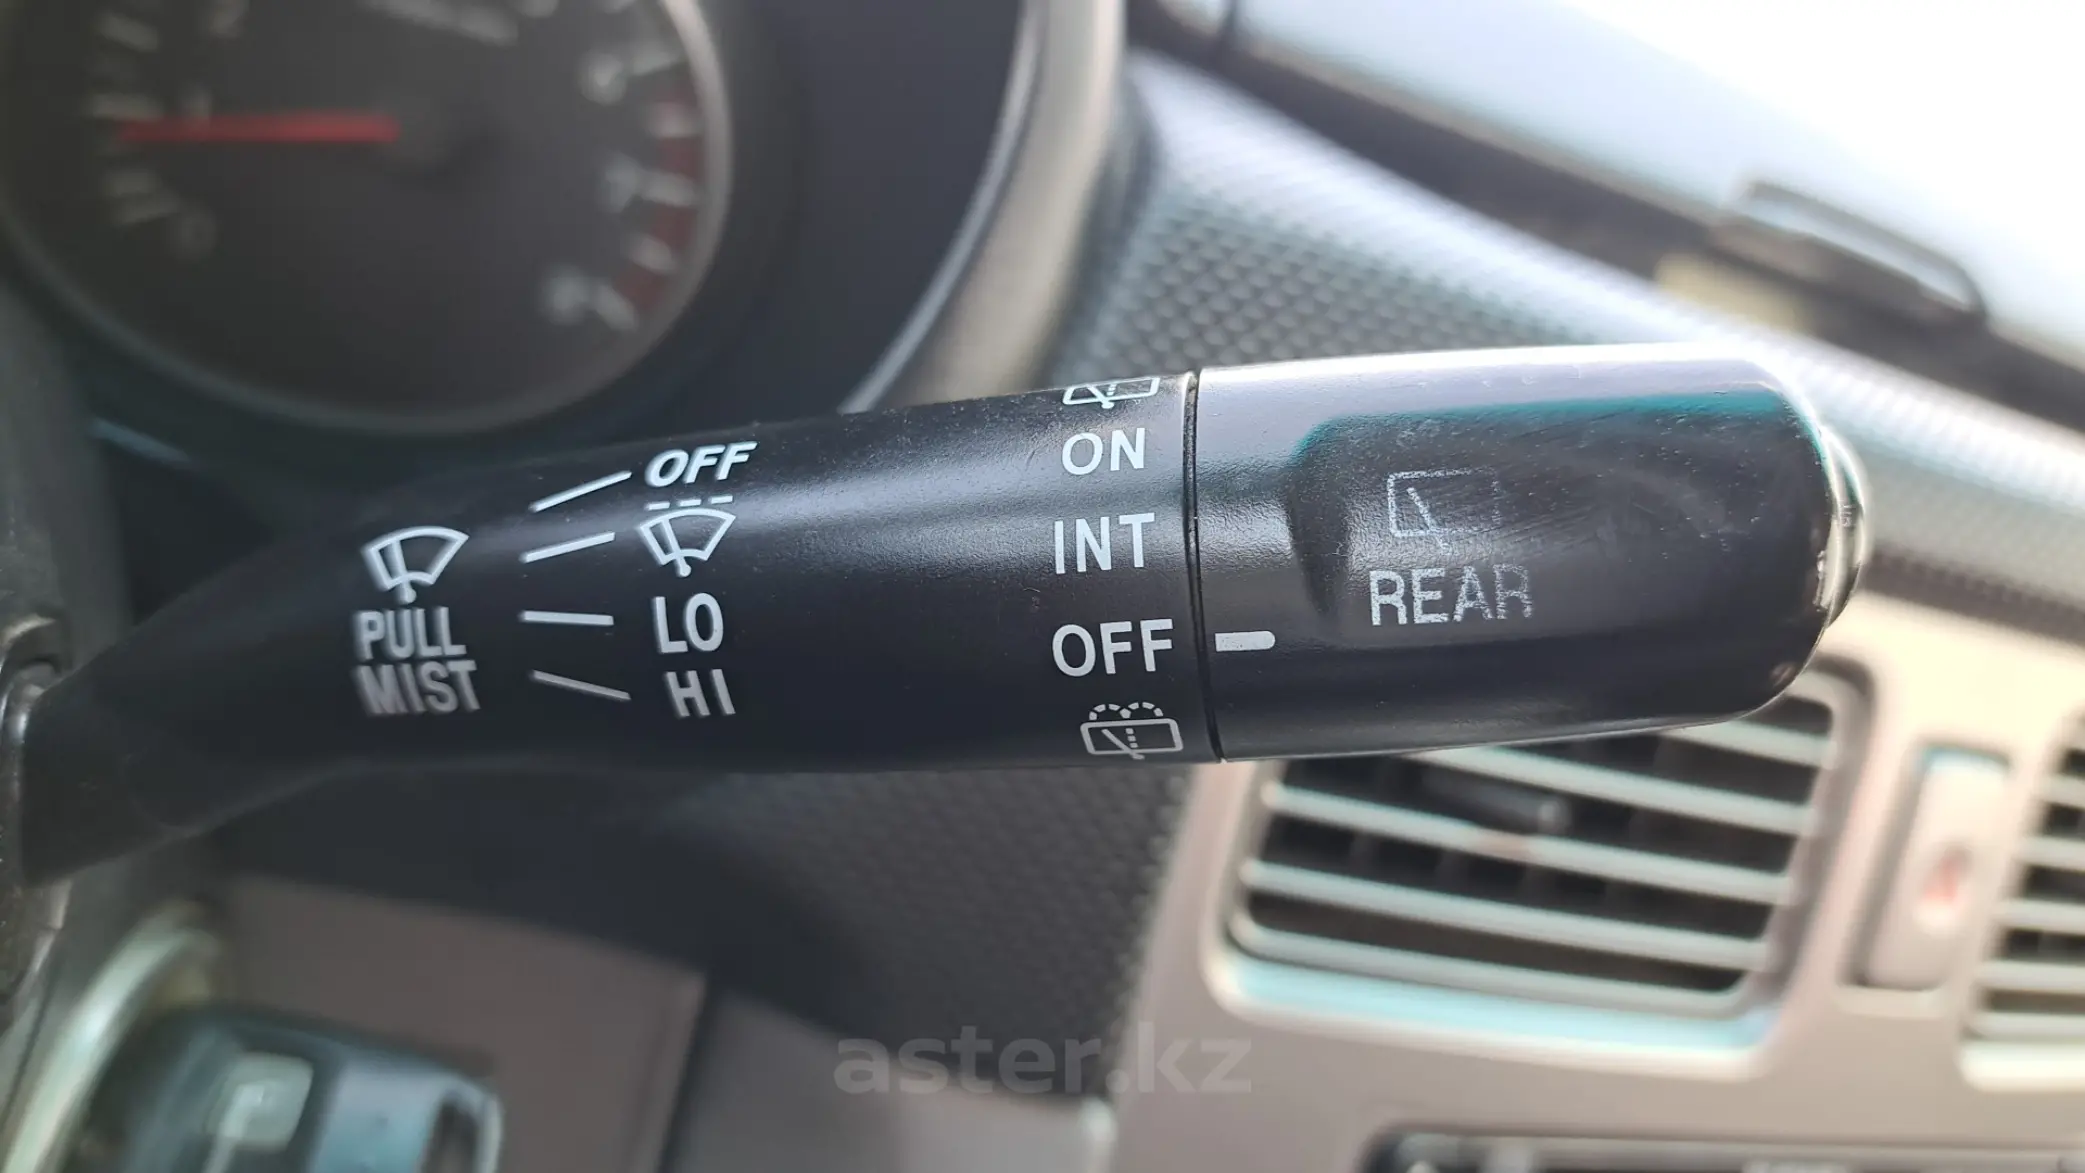 OFF
PULL
MIST
LO
HI
ON
INT
OFF
REAR
aster.kz